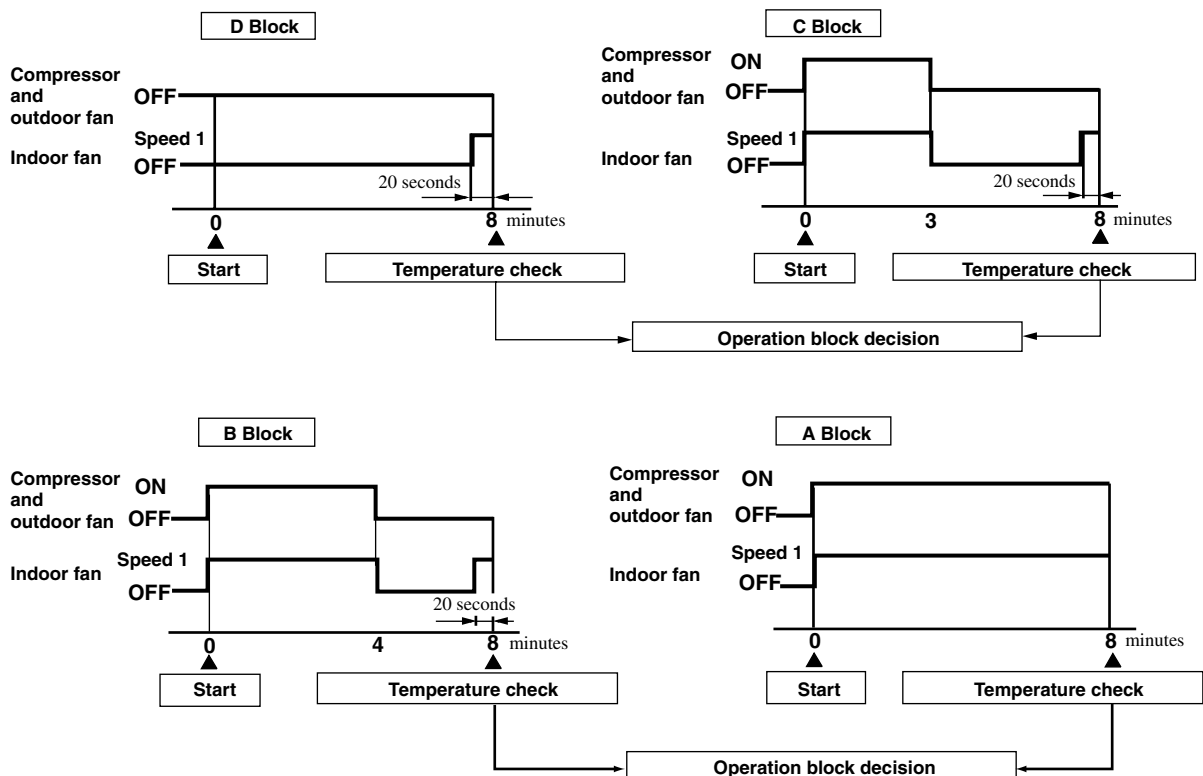 D Block
Compressor
and
outdoor fan
OFF
Speed 1
Indoor fan
OFF
20 seconds
0
8 minutes
Start
Temperature check
C Block
Compressor
and
outdoor fan
ON
OFF
Speed 1
Indoor fan
OFF
20 seconds
0
3
8 minutes
Start
Temperature check
Operation block decision
B Block
Compressor
and
outdoor fan
ON
OFF
Speed 1
Indoor fan
OFF
20 seconds
0
4
8 minutes
Start
Temperature check
A Block
Compressor
and
outdoor fan
ON
OFF
Speed 1
Indoor fan
OFF
0
8 minutes
Start
Temperature check
Operation block decision